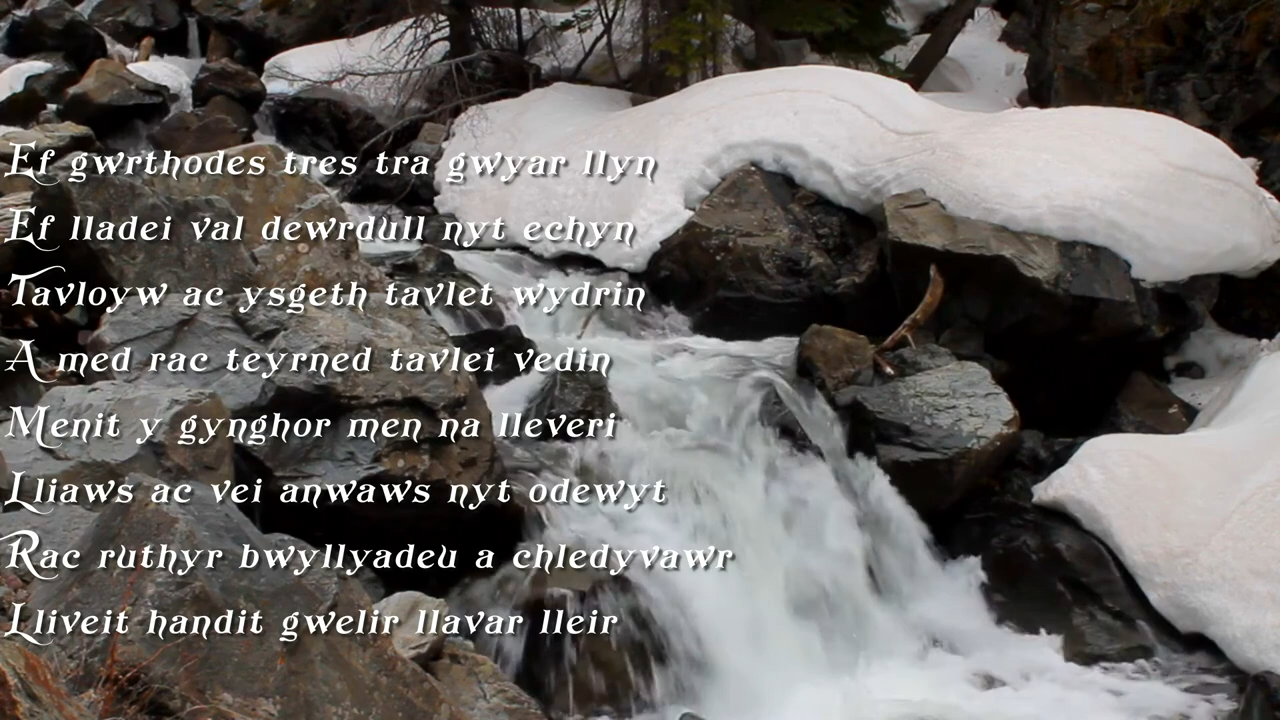 Ef gwrthodes tres tra gwyar llyn
Ef lladei val dewrdull nyt echyn
Tavloyw ac ysgeth tavlet wydrin
A med rac teyrned tavlei vedin
Menit y gynghor men na lleveri
Lliaws ac vei anwaws nyt odewyt
Rac ruthyr bwyllyadeu a chledyvawr
Lliveit handit gwelir llavar lleir